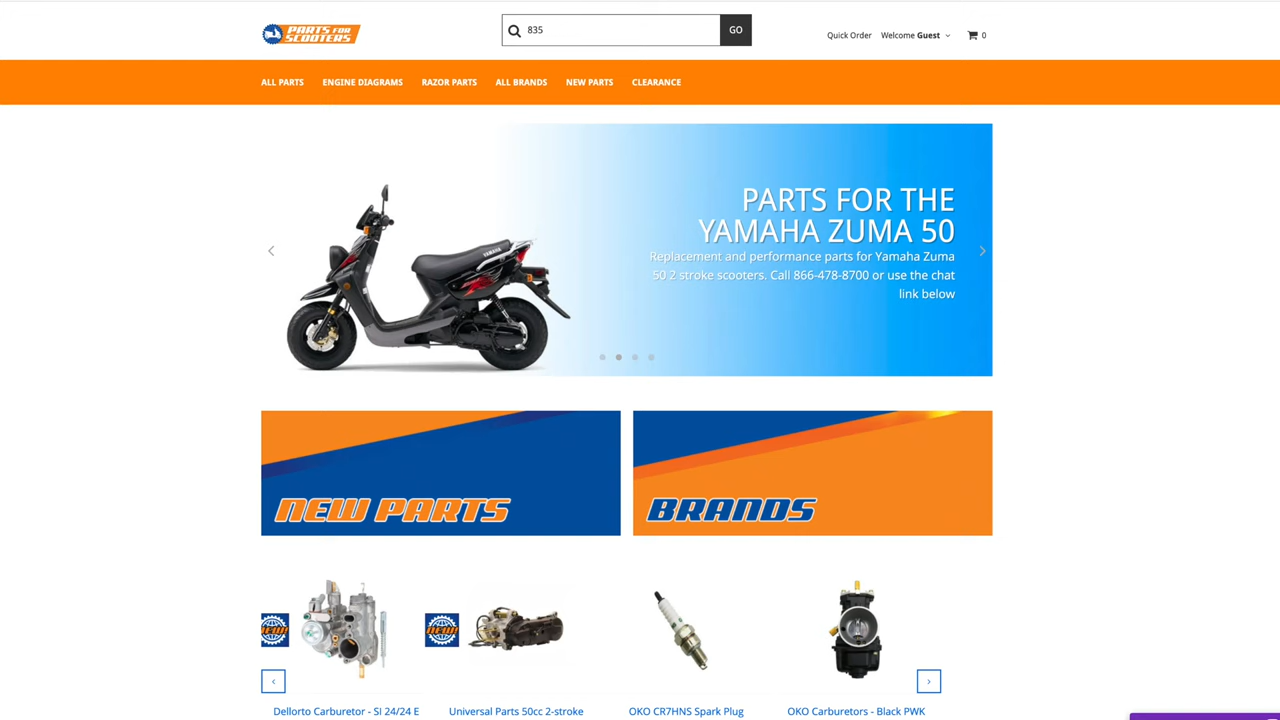 PARTS FOR
SCOOTERS
835
GO
Quick Order
Welcome Guest
0
ALL PARTS
ENGINE DIAGRAMS
RAZOR PARTS
ALL BRANDS
NEW PARTS
CLEARANCE
PARTS FOR THE
YAMAHA ZUMA 50
Replacement and performance parts for Yamaha Zuma
50 2 stroke scooters. Call 866-478-8700 or use the chat
link below
YAMAHA
NEW PARTS
BRANDS
NEW!
NEW!
Dellorto Carburetor - SI 24/24 E
Universal Parts 50cc 2-stroke
OKO CR7HNS Spark Plug
OKO Carburetors - Black PWK